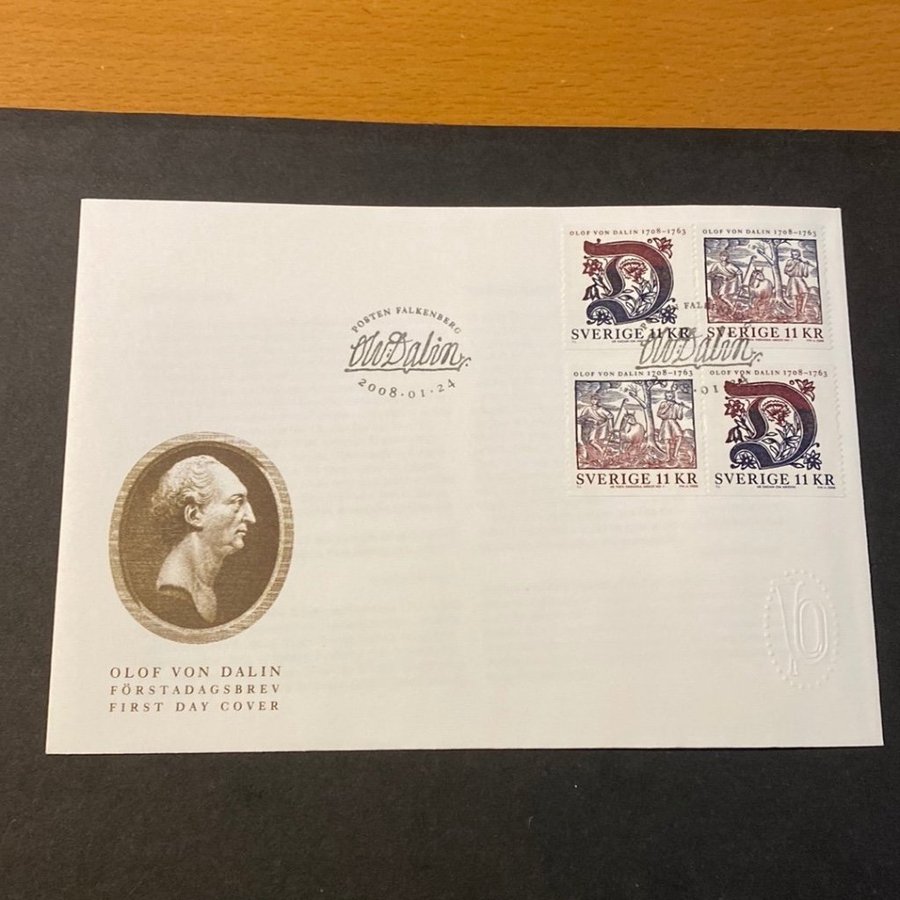 POSTEN FALKENBERG
Ol.v.Dalin.
2008.01.24
OLOF VON DALIN 1708–1763
SVERIGE 11 KR
OLOF VON DALIN 1708–1763
SVERIGE 11 KR
OLOF VON DALIN 1708–1763
SVERIGE 11 KR
OLOF VON DALIN 1708–1763
SVERIGE 11 KR
Dalin
OLOF VON DALIN
FÖRSTADAGSBREV
FIRST DAY COVER